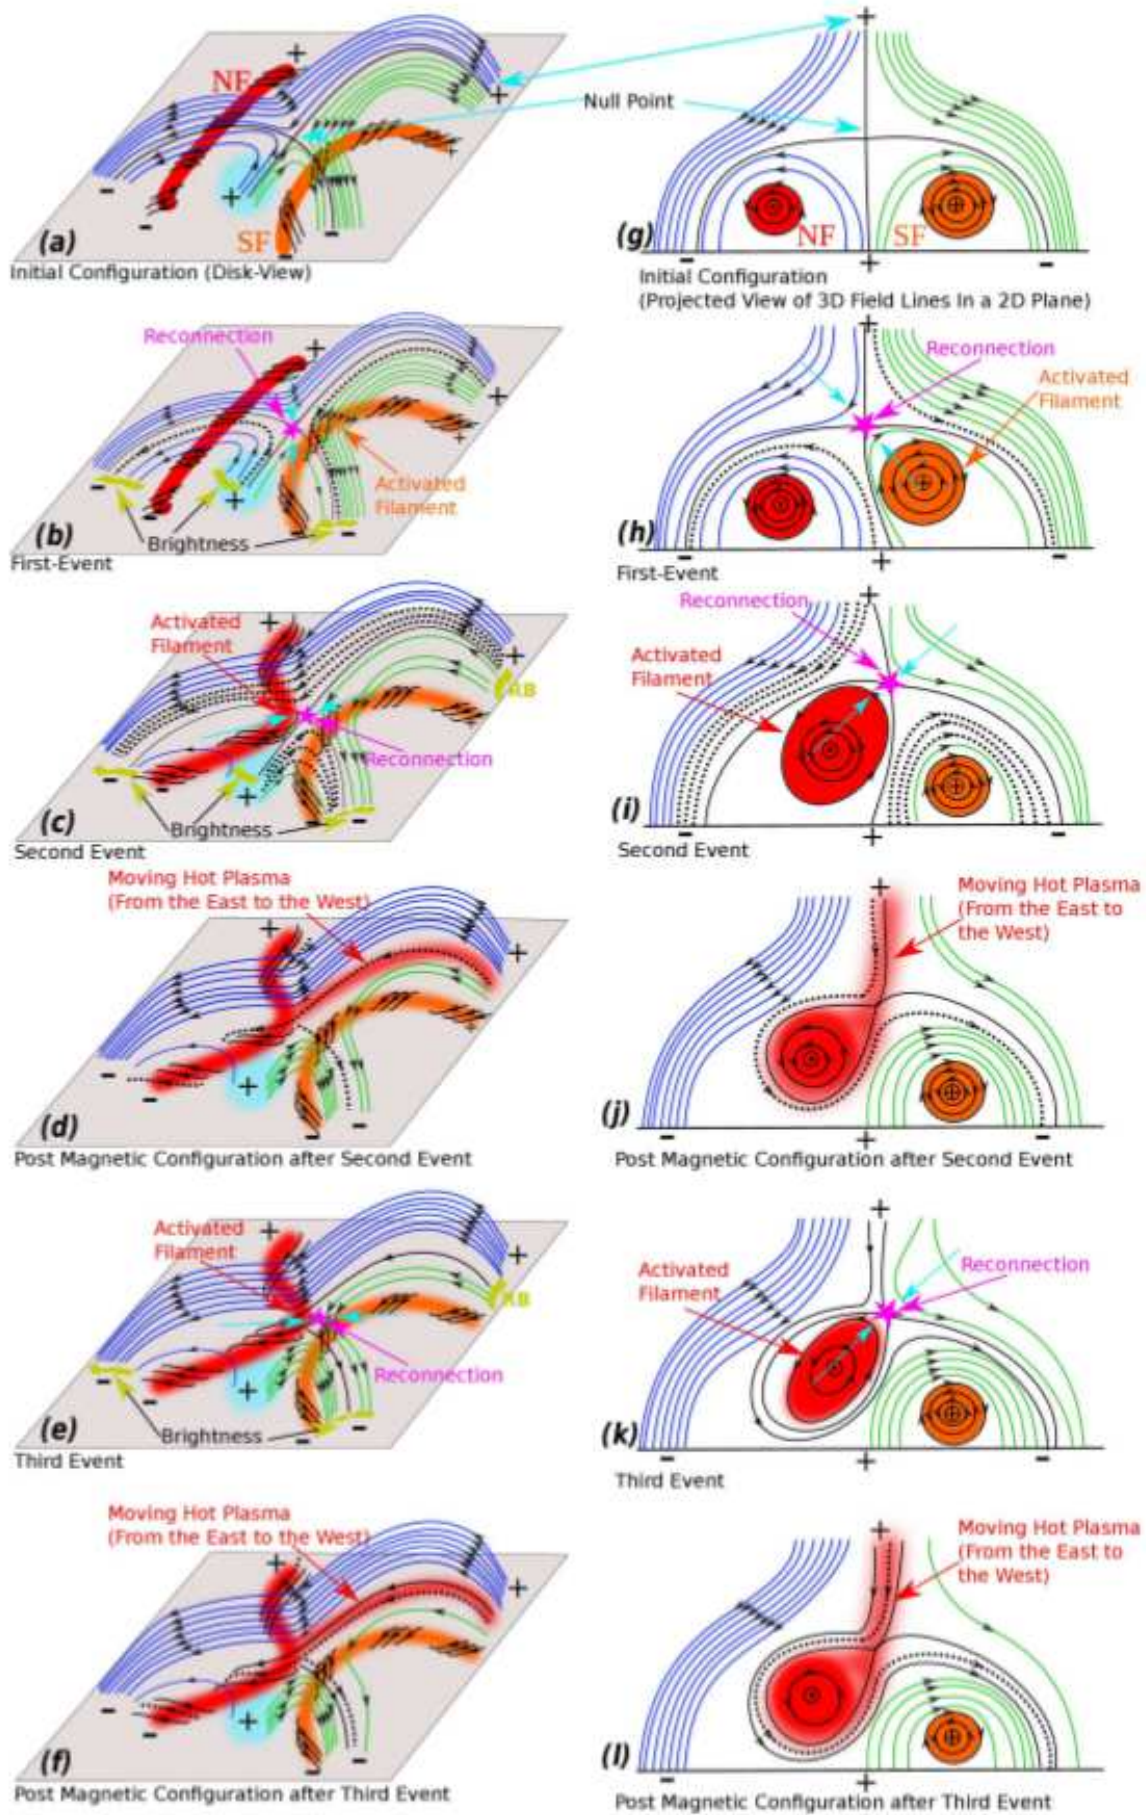 +
NF
+
+
Null Point
-
+
-
SF
-
-
(a)
Initial Configuration (Disk-View)
(g)
NF
SF
-
+
-
Initial Configuration
(Projected View of 3D Field Lines In a 2D Plane)
Reconnection
+
+
-
+
-
-
-
Activated
Filament
Brightness
(b)
First-Event
+
Reconnection
Activated
Filament
(h)
-
+
-
First-Event
Activated
Filament
+
+
RB
Reconnection
-
-
+
-
-
Brightness
(c)
Second Event
Reconnection
+
Activated
Filament
(i)
-
+
-
Second Event
Moving Hot Plasma
(From the East to the West)
+
+
-
-
+
-
-
(d)
Post Magnetic Configuration after Second Event
+
Moving Hot Plasma
(From the East to
the West)
(j)
-
+
-
Post Magnetic Configuration after Second Event
Activated
Filament
+
+
RB
Reconnection
-
-
+
-
-
Brightness
(e)
Third Event
+
Activated
Filament
Reconnection
(k)
-
+
-
Third Event
Moving Hot Plasma
(From the East to the West)
+
+
-
-
+
-
-
(f)
Post Magnetic Configuration after Third Event
+
Moving Hot Plasma
(From the East to
the West)
(l)
-
+
-
Post Magnetic Configuration after Third Event